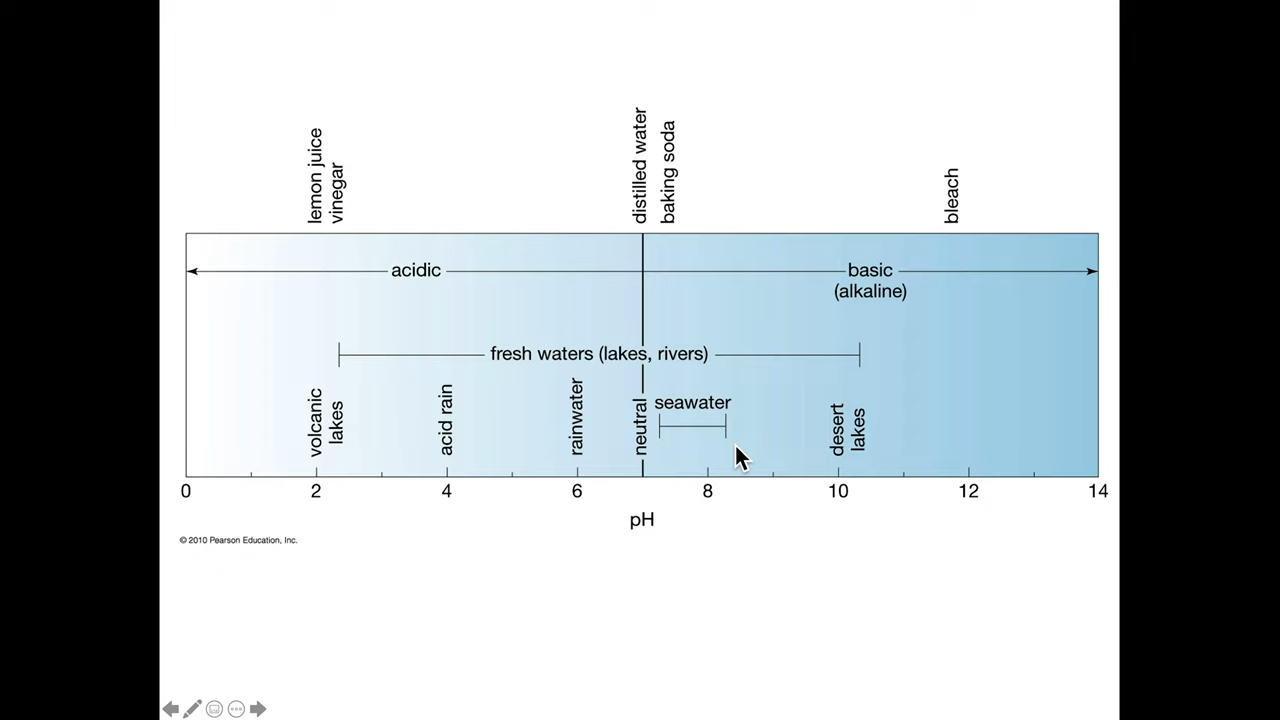 lemon juice
vinegar
distilled water
baking soda
bleach
acidic
basic
(alkaline)
fresh waters (lakes, rivers)
volcanic
lakes
acid rain
rainwater
neutral
seawater
desert
lakes
0 2 4 6 8 10 12 14
pH
© 2010 Pearson Education, Inc.